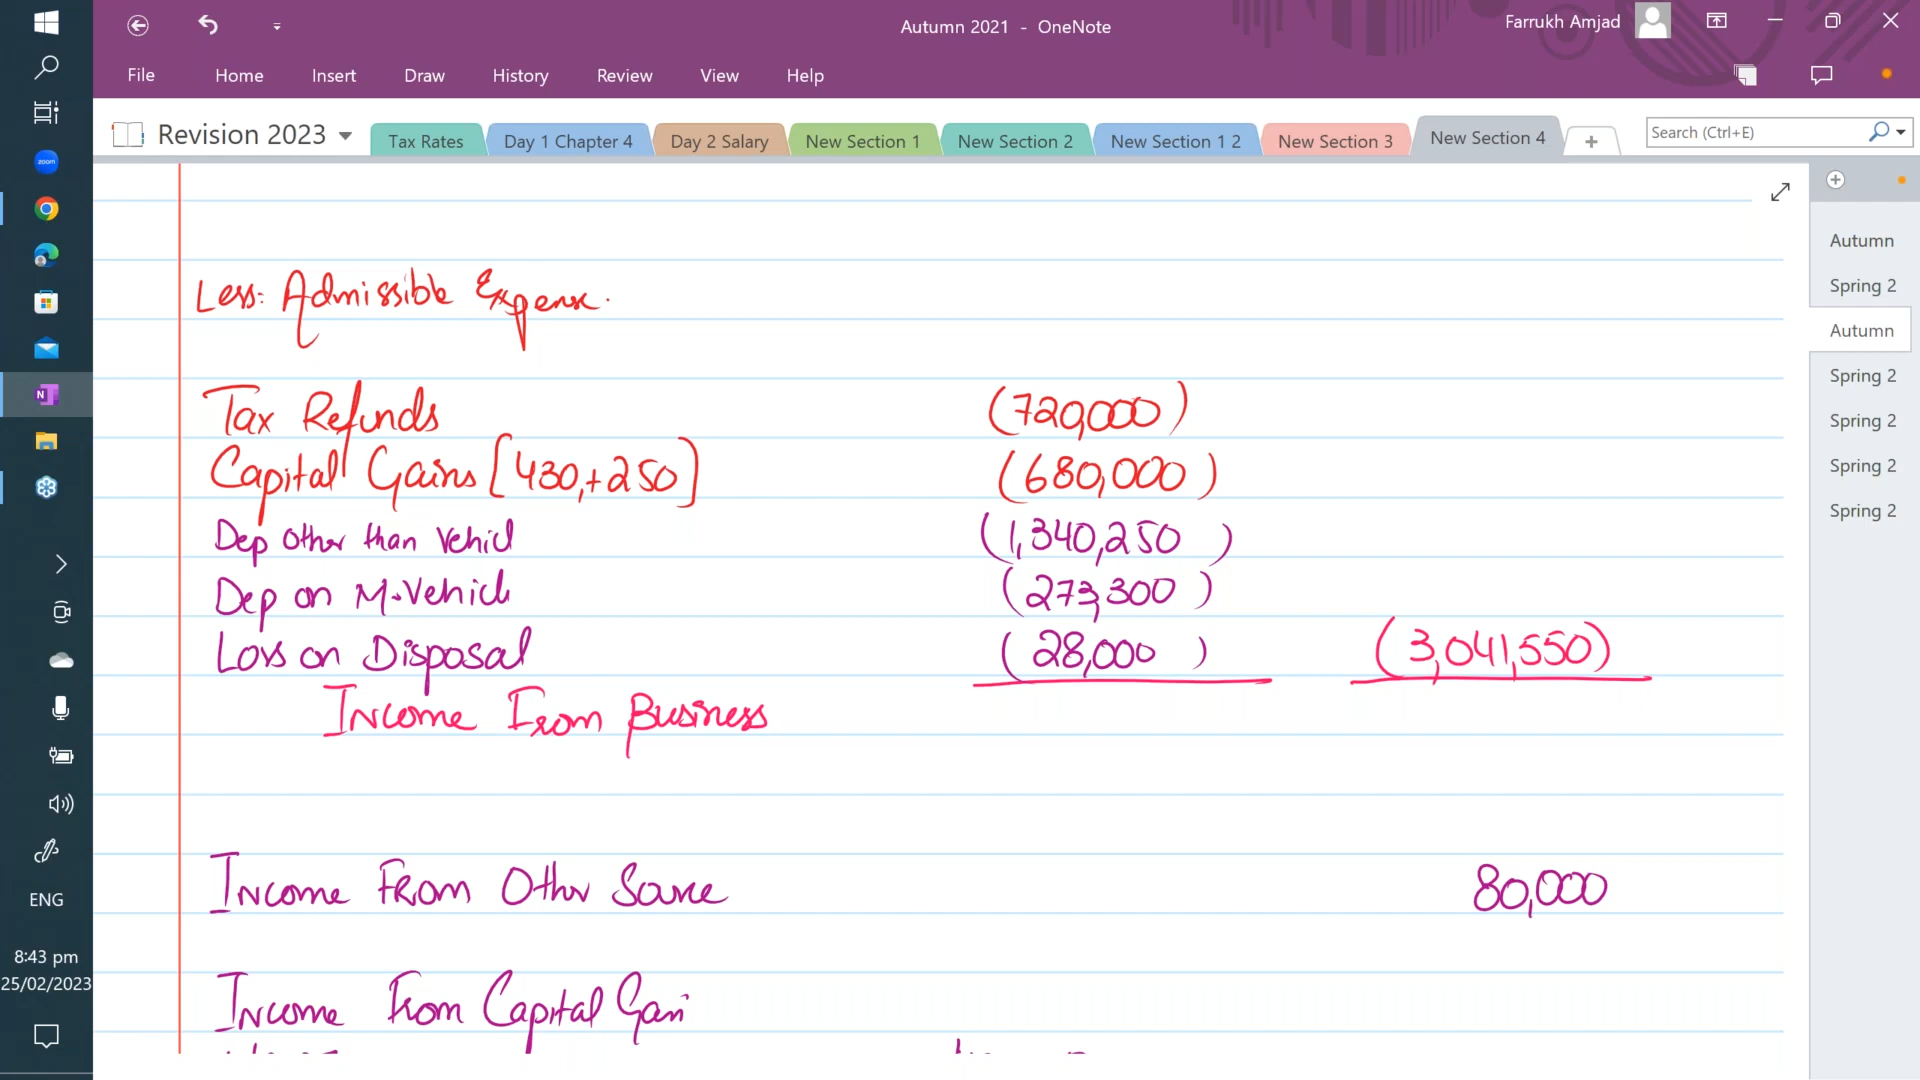 Autumn 2021 - OneNote
Farrukh Amjad
File Home Insert Draw History Review View Help
Revision 2023
Tax Rates Day 1 Chapter 4 Day 2 Salary New Section 1 New Section 2 New Section 1 2 New Section 3 New Section 4
Search (Ctrl+E)
Less: Admissible Expense.
Tax Refunds (720,000)
Capital Gains [430,+250] (680,000)
Dep other than Vehicl (1,340,250)
Dep on M.Vehicle (273,300)
Loss on Disposal (28,000) (3,041,550)
Income From Business
Income From Other Source 80,000
Income From Capital Gain
Autumn
Spring 2
Autumn
Spring 2
Spring 2
Spring 2
Spring 2
zoom
N
ENG
8:43 pm
25/02/2023